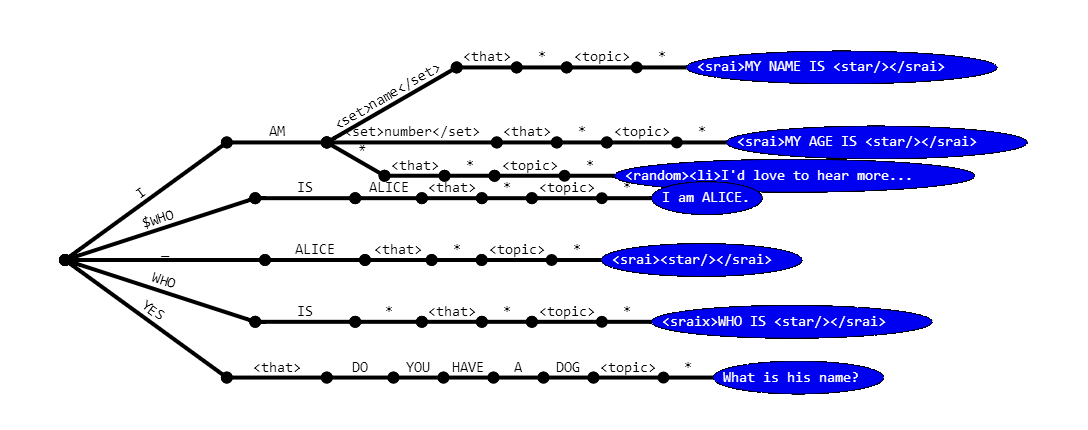 <that> * <topic> * <srai>MY NAME IS <star/></srai>
<set>name</set>
AM <set>number</set> <that> * <topic> * <srai>MY AGE IS <star/></srai>
*
<that> * <topic> * <random><li>I'd love to hear more...
I
IS ALICE <that> * <topic> * I am ALICE.
$WHO
_ ALICE <that> * <topic> * <srai><star/></srai>
WHO
IS * <that> * <topic> * <sraix>WHO IS <star/></srai>
YES
<that> DO YOU HAVE A DOG <topic> * What is his name?